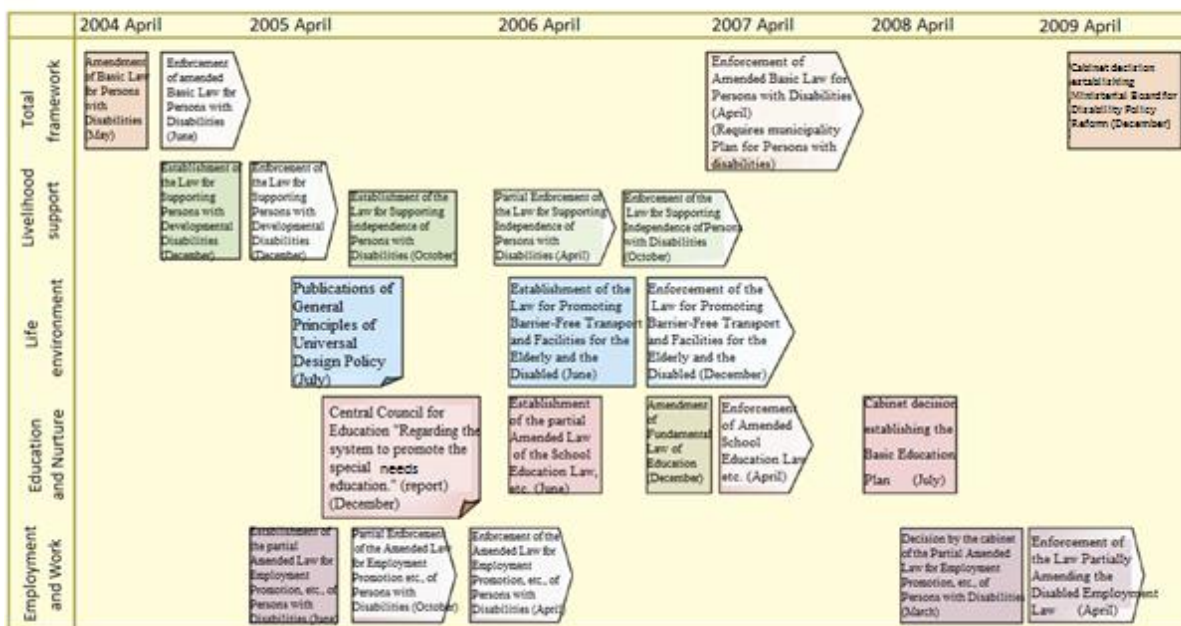 2004 April
2005 April
2006 April
2007 April
2008 April
2009 April
Total
framework
Amendment
of Basic Law
for Persons
with
Disabilities
(May)
Enforcement
of amended
Basic Law for
Persons with
Disabilities
(June)
Enforcement of
Amended Basic Law for
Persons with Disabilities
(April)
(Requires municipality
Plan for Persons with
disabilities)
Cabinet decision
establishing
Ministerial Board for
Disability Policy
Reform (December)
Livelihood
support
Establishment of
the Law for
Supporting
Persons with
Developmental
Disabilities
(December)
Enforcement of
the Law for
Supporting
Persons with
Developmental
Disabilities
(December)
Establishment of the
Law for Supporting
Independence of
Persons with
Disabilities (October)
Partial Enforcement of
the Law for Supporting
Independence of
Persons with
Disabilities (April)
Enforcement of the
Law for Supporting
Independence of Persons
with Disabilities
(October)
Life
environment
Publications of
General
Principles of
Universal
Design Policy
(July)
Establishment of the
Law for Promoting
Barrier-Free Transport
and Facilities for the
Elderly and the
Disabled (June)
Enforcement of the
Law for Promoting
Barrier-Free Transport
and Facilities for the
Elderly and the
Disabled (December)
Education
and Nurture
Central Council for
Education "Regarding the
system to promote the
special needs
education." (report)
(December)
Establishment
of the partial
Amended Law
of the School
Education Law,
etc. (June)
Amendment
of
Fundamental
Law of
Education
(December)
Enforcement
of Amended
School
Education Law
etc. (April)
Cabinet decision
establishing the
Basic Education
Plan (July)
Employment
and Work
Establishment of
the partial
Amended Law for
Employment
Promotion, etc., of
Persons with
Disabilities (June)
Partial Enforcement
of the Amended Law
for Employment
Promotion etc., of
Persons with
Disabilities (October)
Enforcement of the
Amended Law for
Employment
Promotion, etc., of
Persons with
Disabilities (April)
Decision by the cabinet
of the Partial Amended
Law for Employment
Promotion, etc., of
Persons with Disabilities
(March)
Enforcement of
the Law Partially
Amending the
Disabled Employment
Law (April)